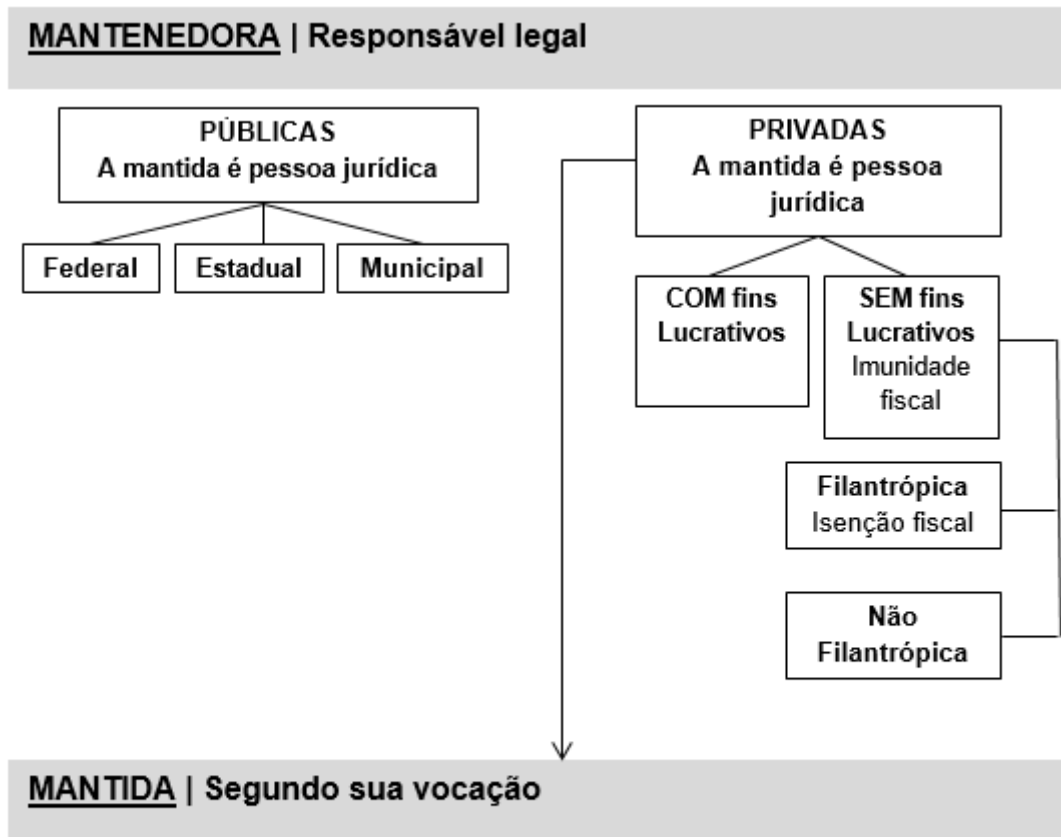 MANTENEDORA | Responsável legal
PÚBLICAS
A mantida é pessoa jurídica
Federal
Estadual
Municipal
PRIVADAS
A mantida é pessoa
jurídica
COM fins
Lucrativos
SEM fins
Lucrativos
Imunidade
fiscal
Filantrópica
Isenção fiscal
Não
Filantrópica
MANTIDA | Segundo sua vocação